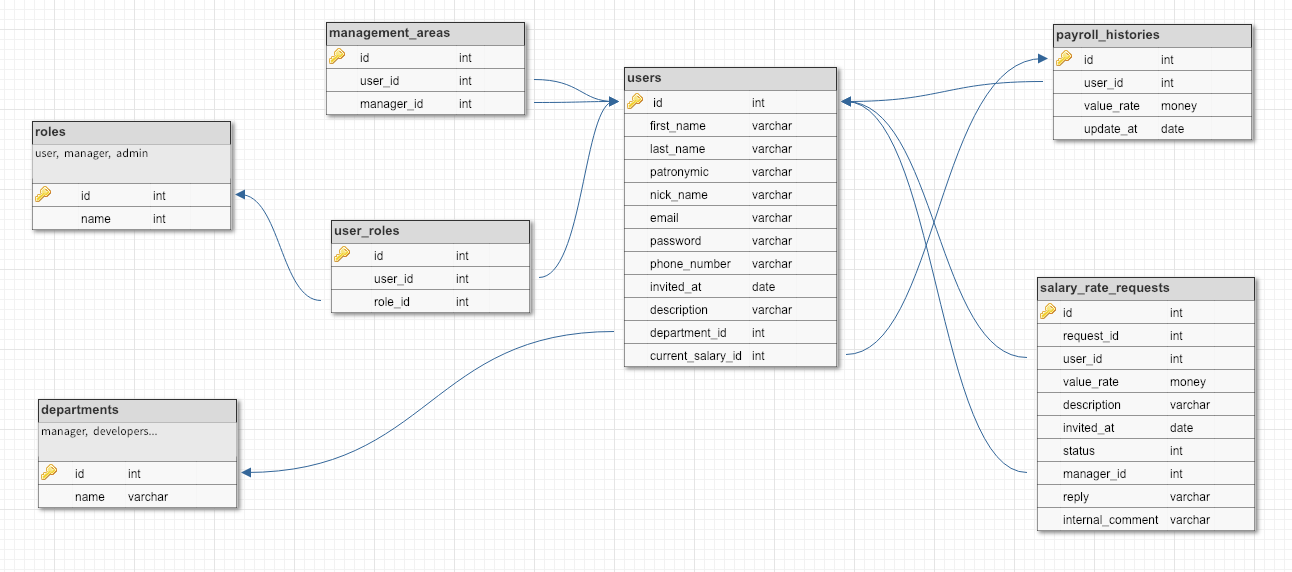 management_areas
id int
user_id int
manager_id int
roles
user, manager, admin
id int
name int
user_roles
id int
user_id int
role_id int
departments
manager, developers...
id int
name varchar
users
id int
first_name varchar
last_name varchar
patronymic varchar
nick_name varchar
email varchar
password varchar
phone_number varchar
invited_at date
description varchar
department_id int
current_salary_id int
payroll_histories
id int
user_id int
value_rate money
update_at date
salary_rate_requests
id int
request_id int
user_id int
value_rate money
description varchar
invited_at date
status int
manager_id int
reply varchar
internal_comment varchar